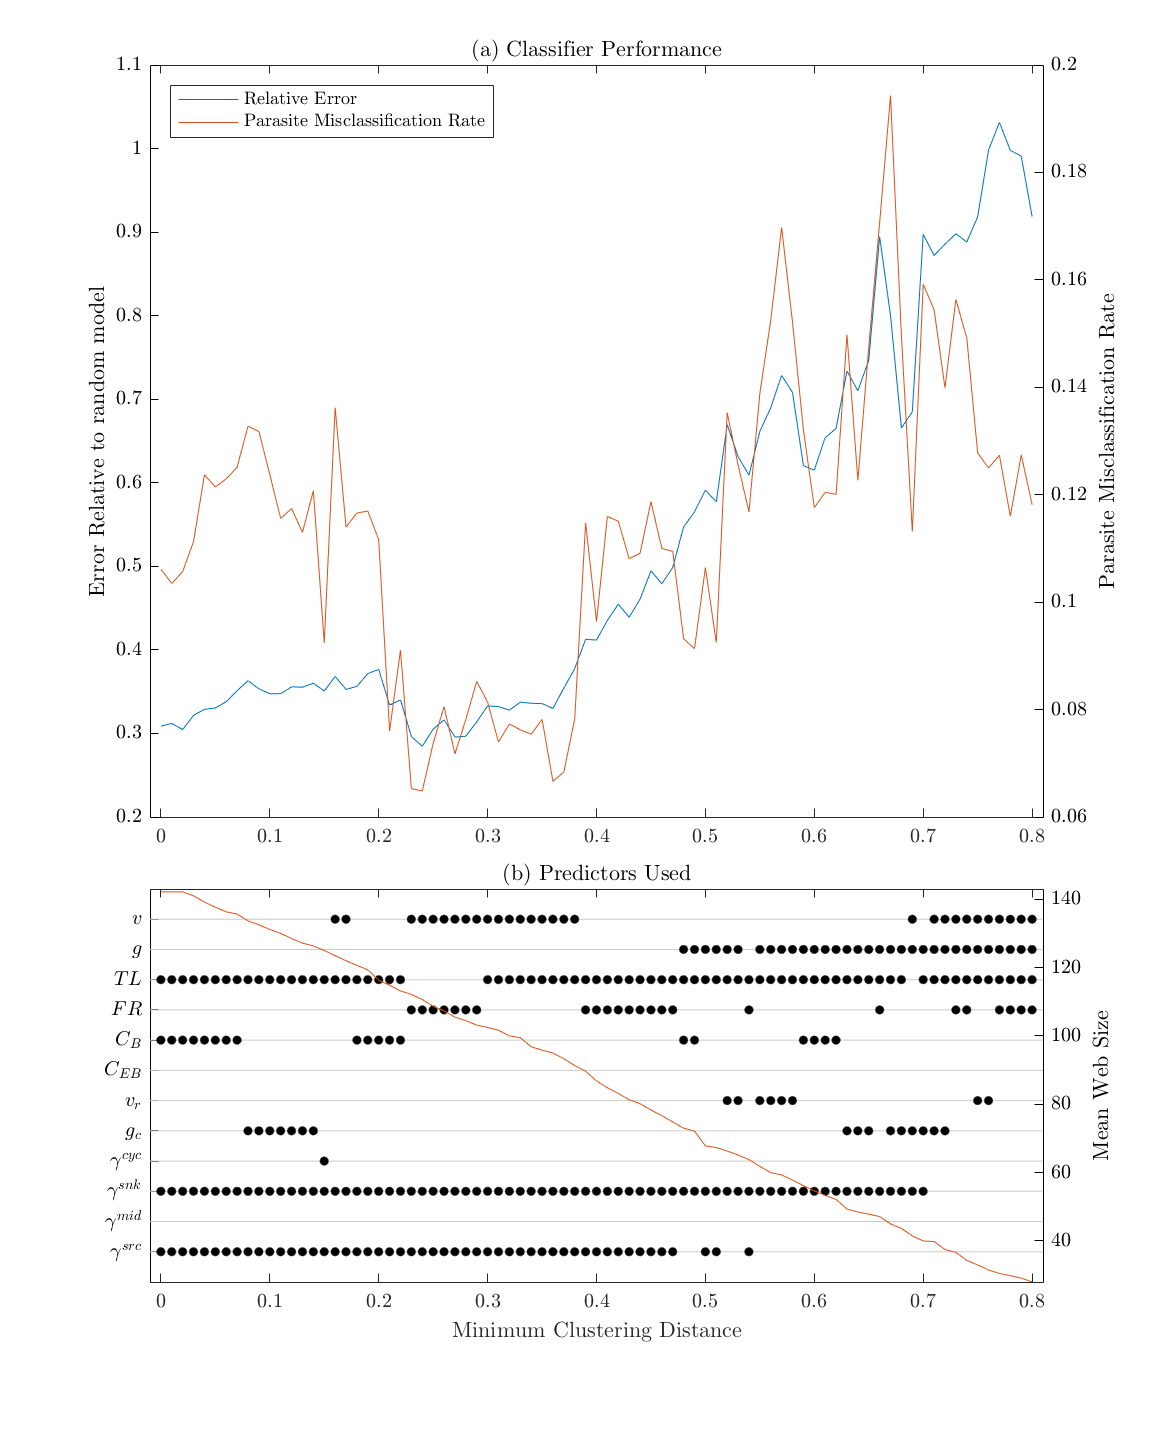 (a) Classifier Performance
1.1
1
0.9
0.8
0.7
0.6
0.5
0.4
0.3
0.2
Error Relative to random model
Relative Error
Parasite Misclassification Rate
0.2
0.18
0.16
0.14
0.12
0.1
0.08
0.06
Parasite Misclassification Rate
0 0.1 0.2 0.3 0.4 0.5 0.6 0.7 0.8
(b) Predictors Used
v
g
TL
FR
C_B
C_{EB}
v_r
g_c
γ^{cyc}
γ^{snk}
γ^{mid}
γ^{src}
140
120
100
80
60
40
Mean Web Size
0 0.1 0.2 0.3 0.4 0.5 0.6 0.7 0.8
Minimum Clustering Distance